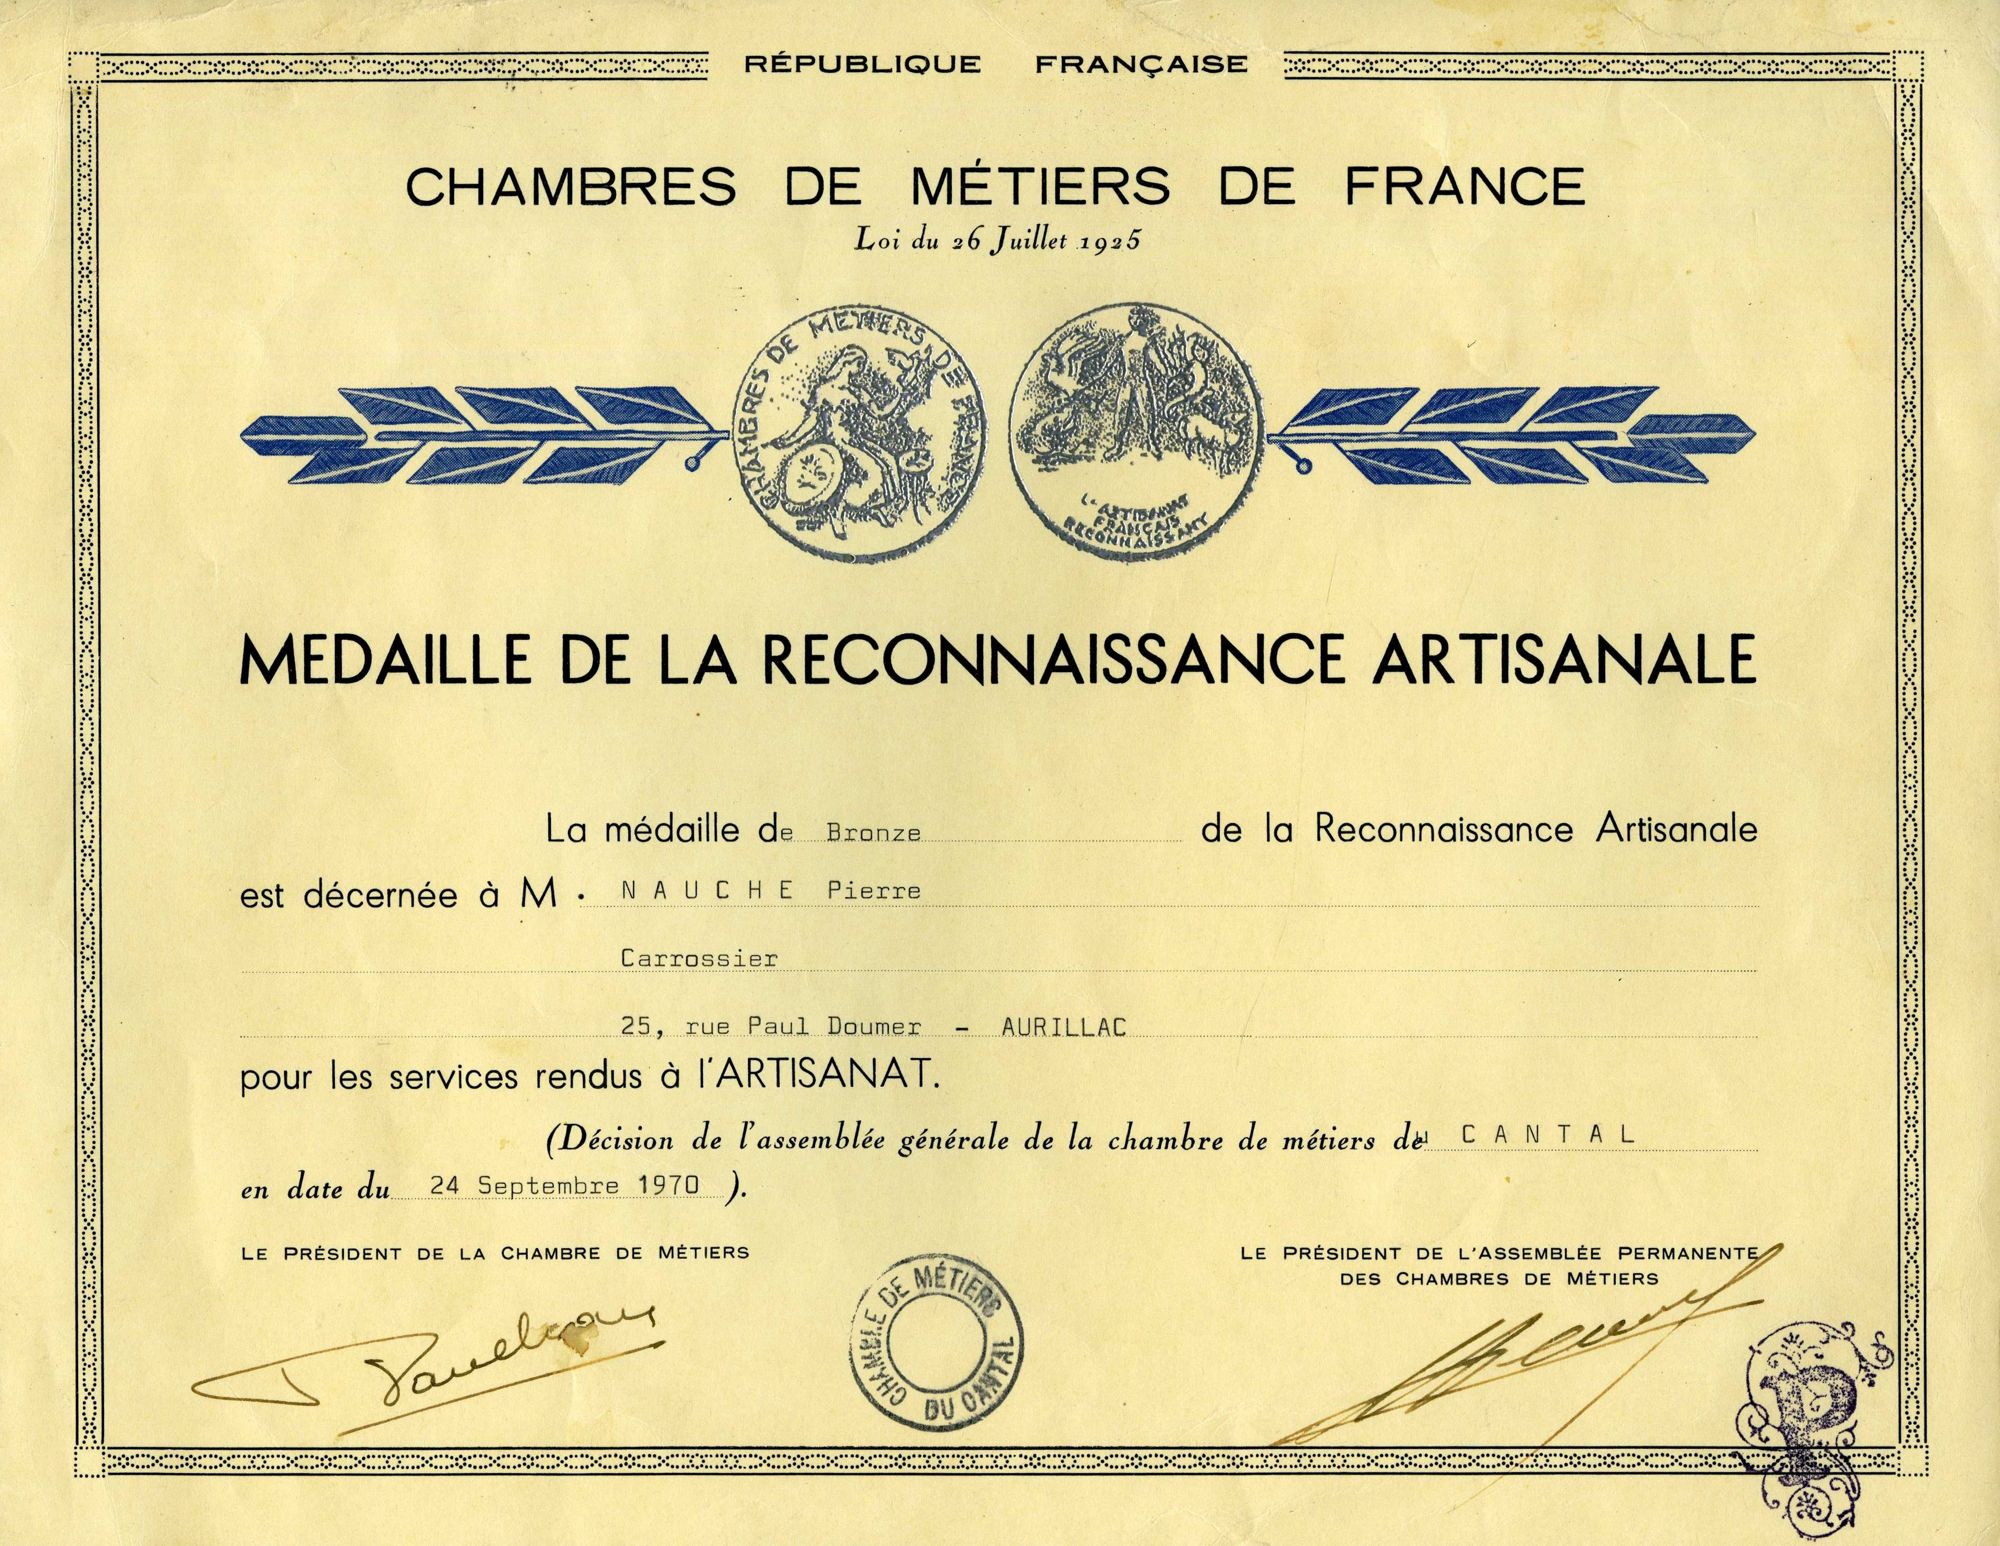 RÉPUBLIQUE FRANÇAISE
CHAMBRES DE MÉTIERS DE FRANCE
Loi du 26 Juillet 1925
CHAMBRES DE METIERS DE FRANCE
L'ARTISANAT
FRANÇAIS
RECONNAISSANT
MEDAILLE DE LA RECONNAISSANCE ARTISANALE
La médaille de Bronze de la Reconnaissance Artisanale
est décernée à M. NAUCHE Pierre
Carrossier
25, rue Paul Doumer - AURILLAC
pour les services rendus à l'ARTISANAT.
(Décision de l'assemblée générale de la chambre de métiers du CANTAL
en date du 24 Septembre 1970 ).
LE PRÉSIDENT DE LA CHAMBRE DE MÉTIERS
LE PRÉSIDENT DE L'ASSEMBLÉE PERMANENTE
DES CHAMBRES DE MÉTIERS
CHAMBRE DE MÉTIERS
DU CANTAL